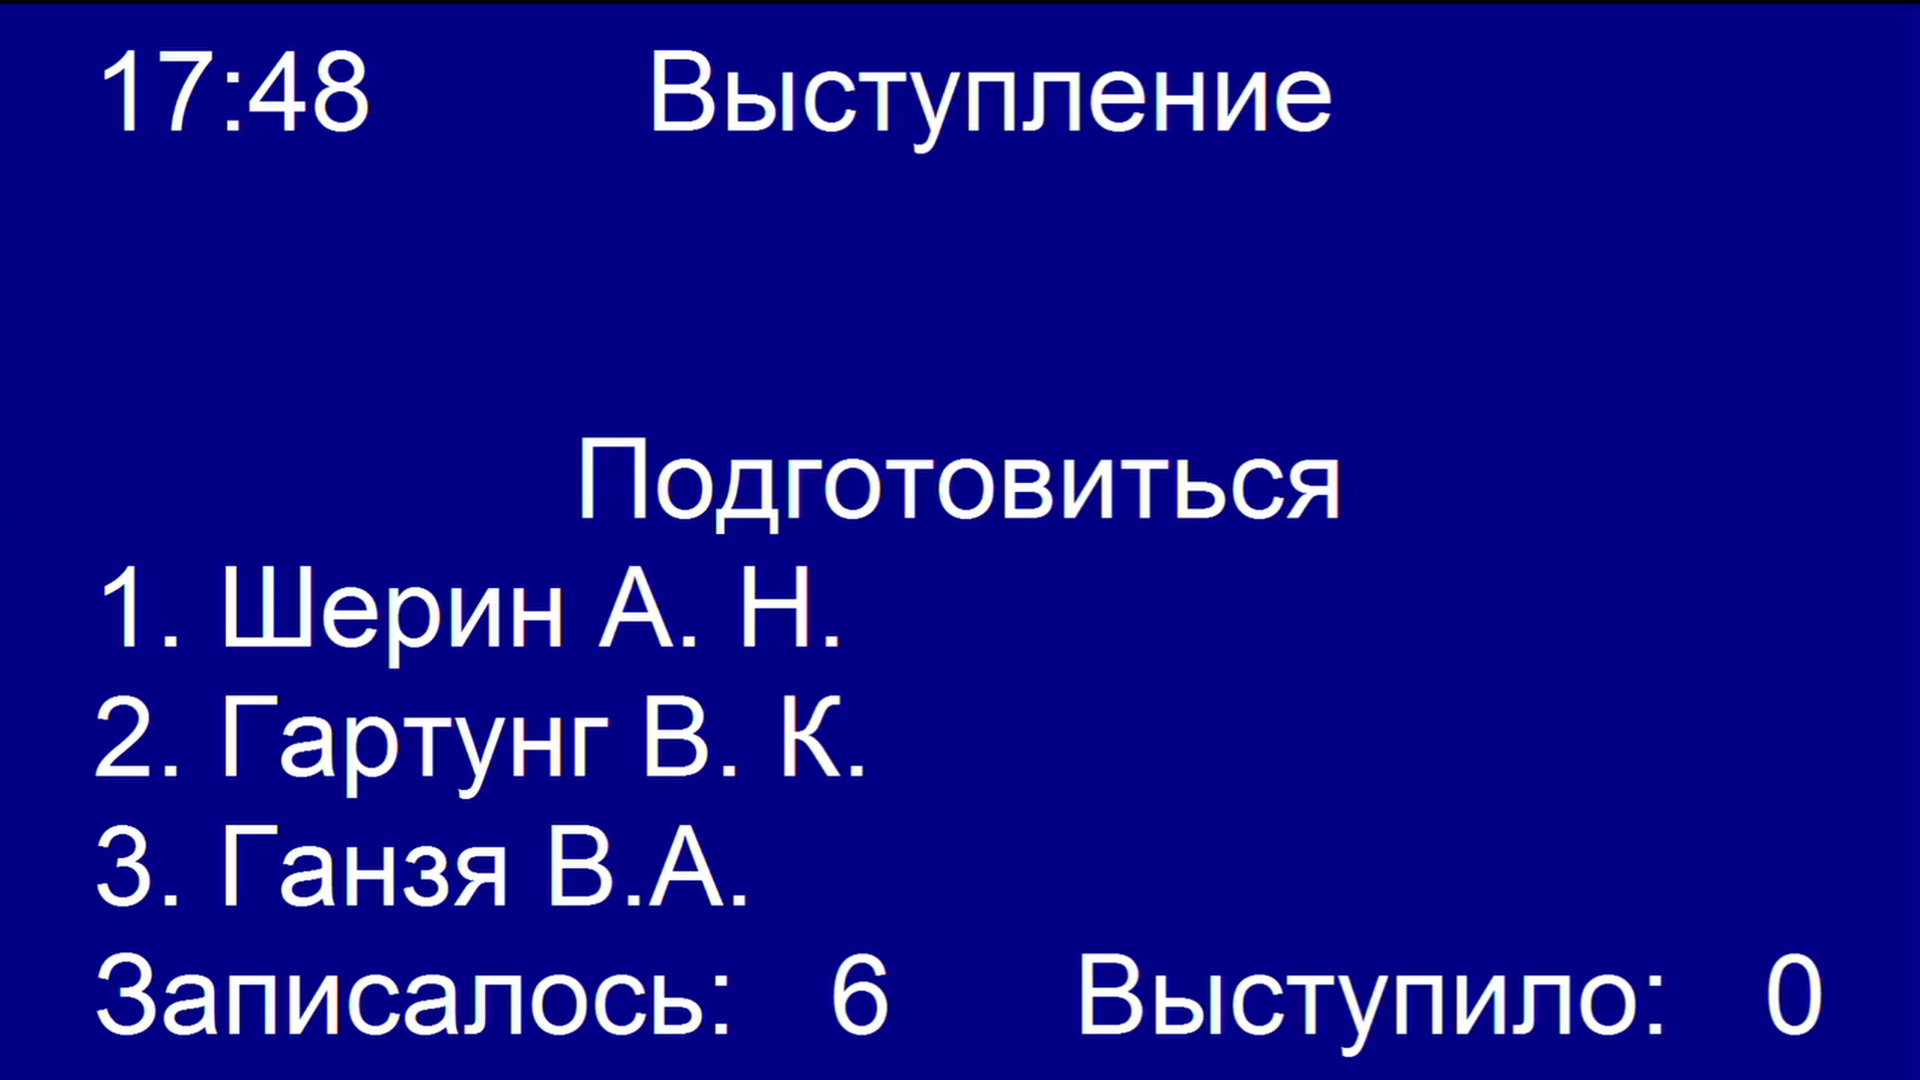 17:48 Выступление
Подготовиться
1. Шерин А. Н.
2. Гартунг В. К.
3. Ганзя В.А.
Записалось: 6 Выступило: 0